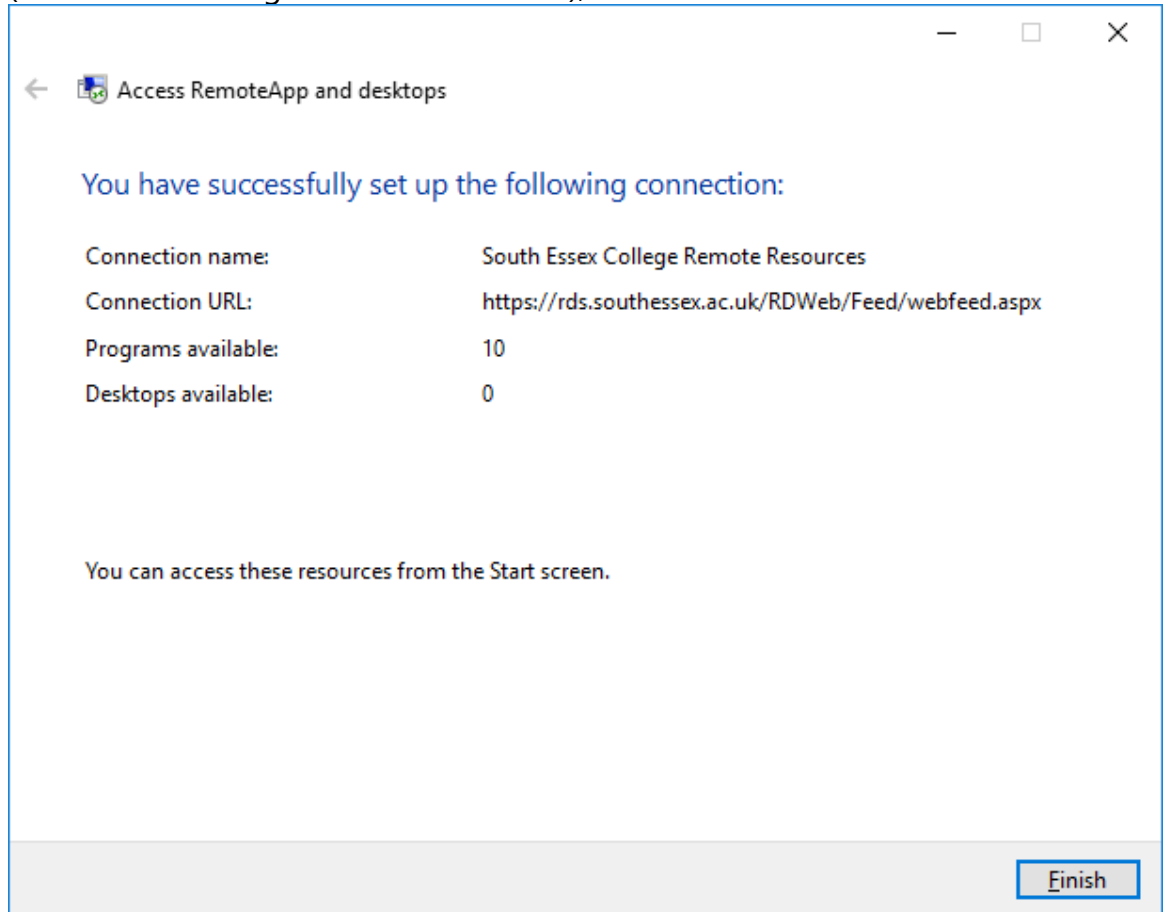 Access RemoteApp and desktops
You have successfully set up the following connection:
Connection name: South Essex College Remote Resources
Connection URL: https://rds.southessex.ac.uk/RDWeb/Feed/webfeed.aspx
Programs available: 10
Desktops available: 0
You can access these resources from the Start screen.
Finish